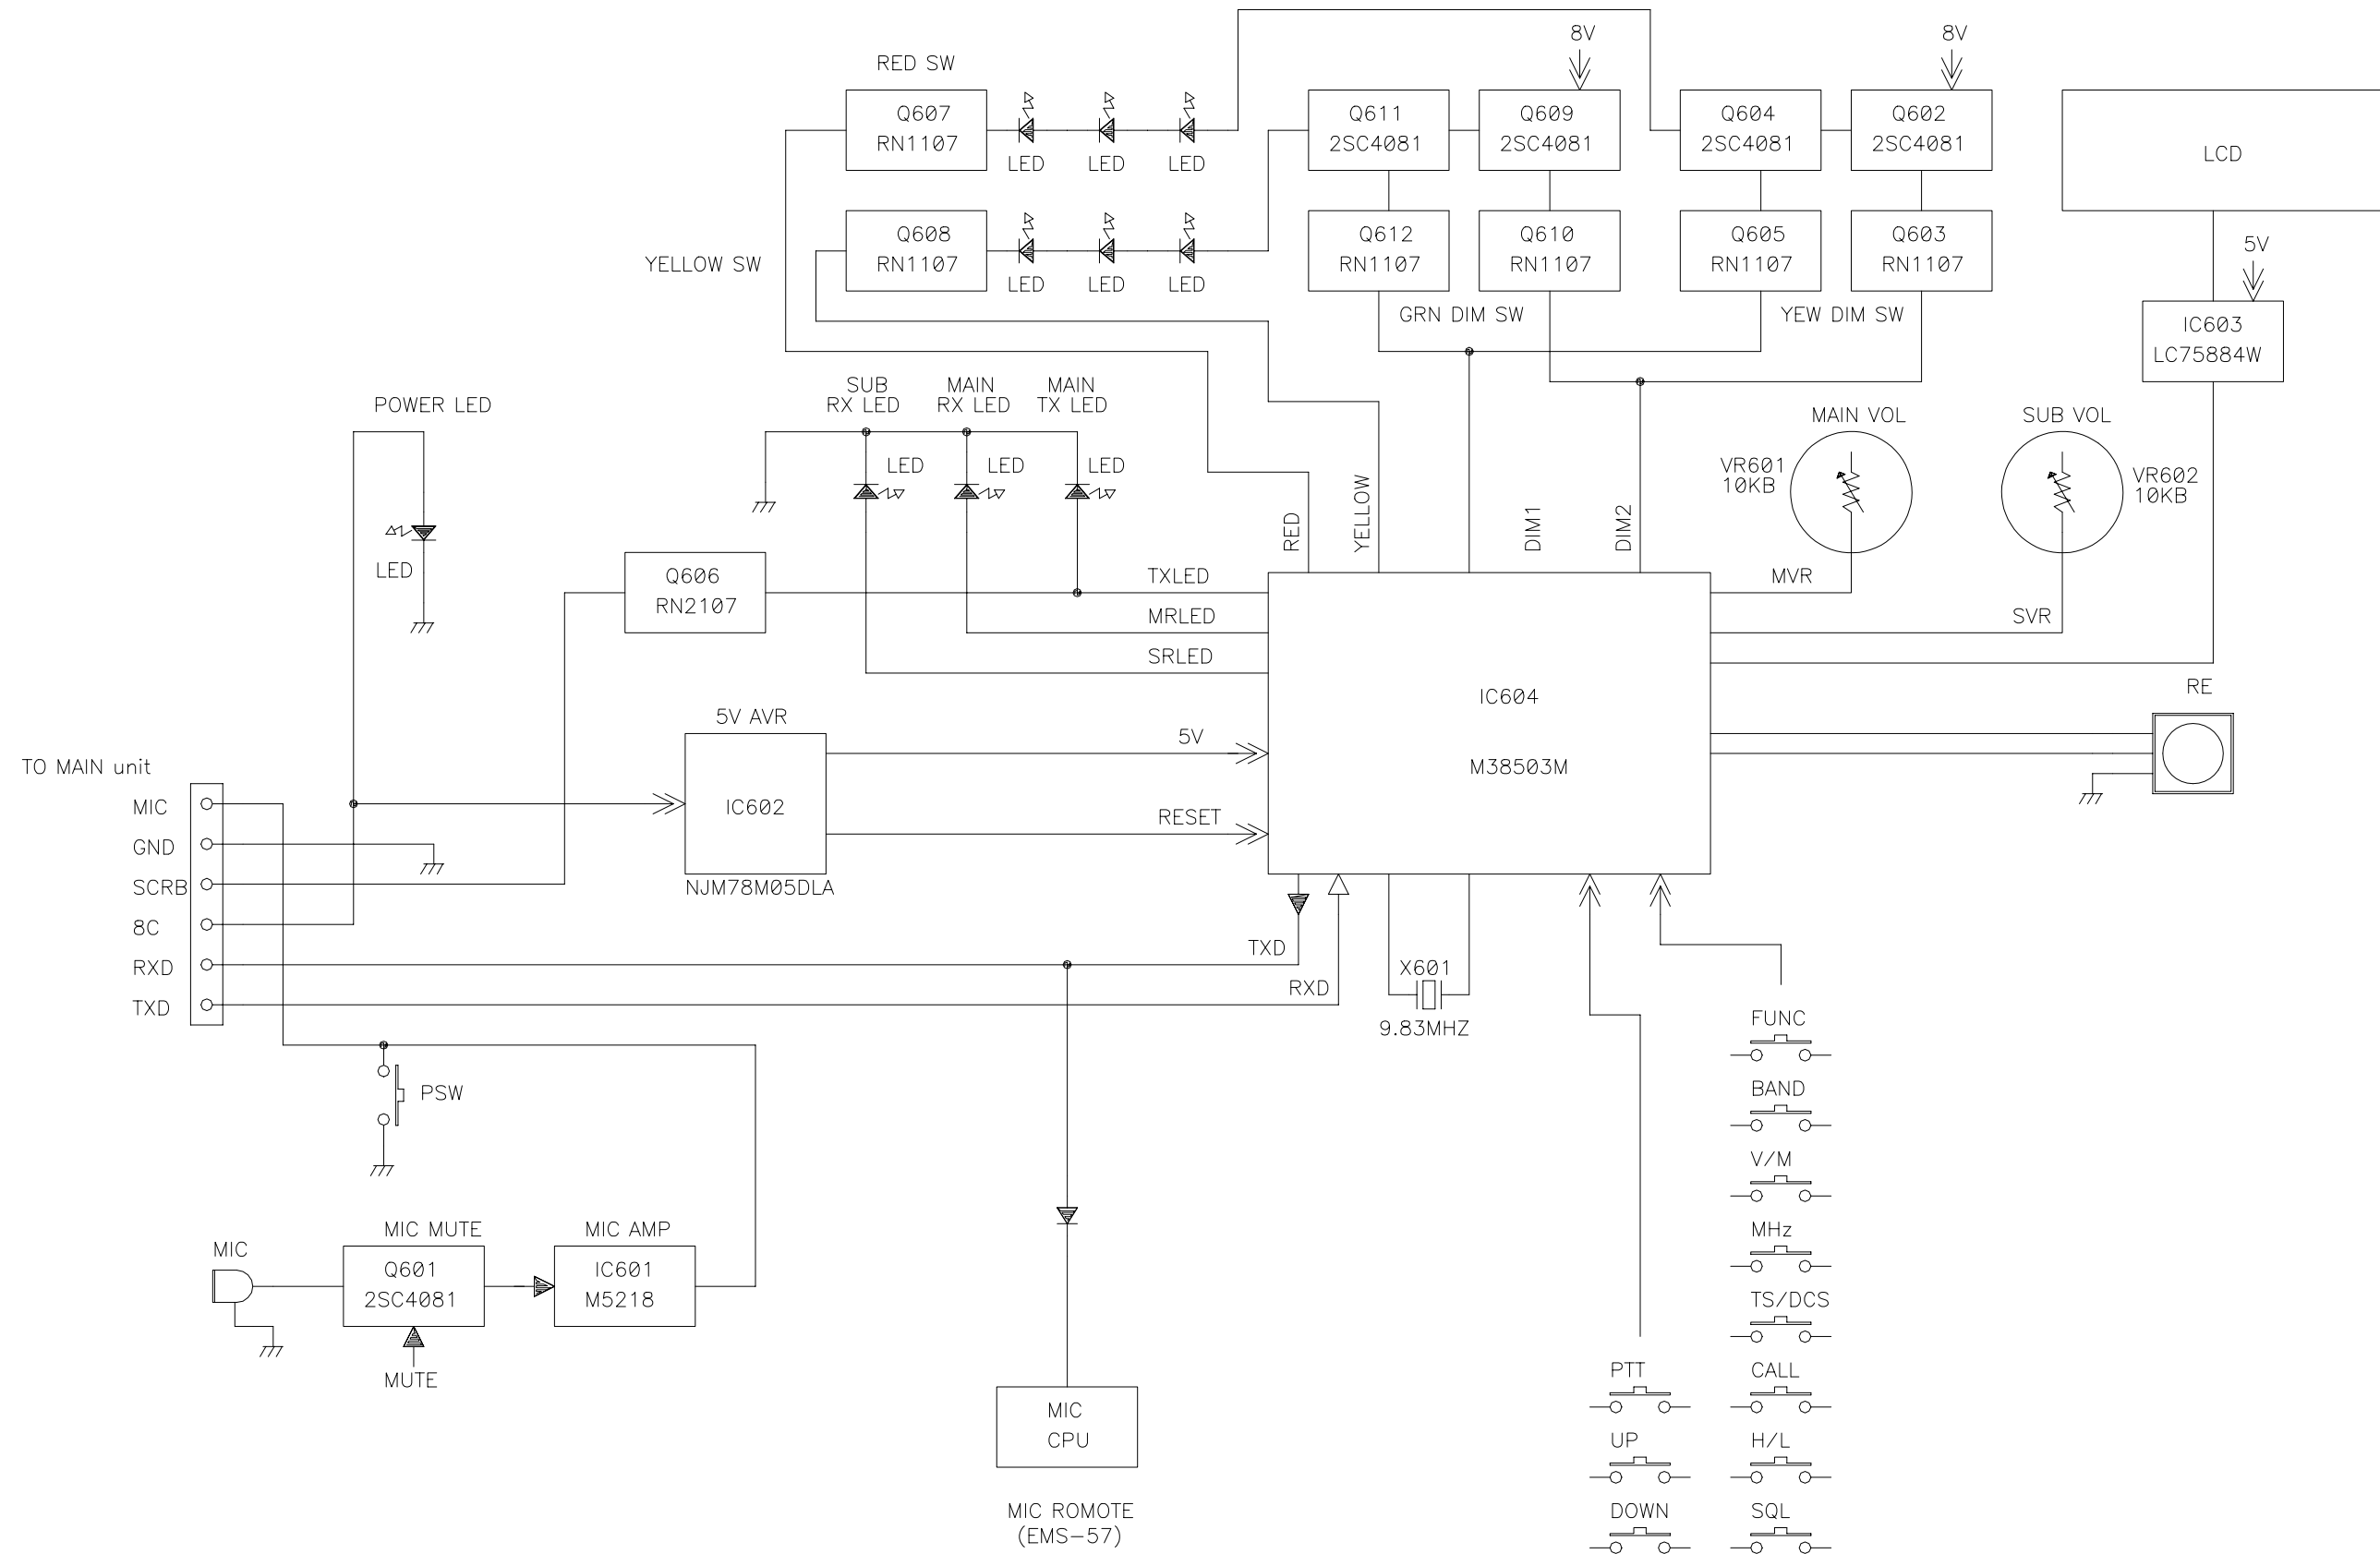 8V
8V
RED SW
Q607
RN1107
LED
LED
LED
Q611
2SC4081
Q609
2SC4081
Q604
2SC4081
Q602
2SC4081
LCD
YELLOW SW
Q608
RN1107
LED
LED
LED
Q612
RN1107
Q610
RN1107
Q605
RN1107
Q603
RN1107
5V
GRN DIM SW
YEW DIM SW
IC603
LC75884W
POWER LED
LED
SUB
RX LED
MAIN
RX LED
MAIN
TX LED
LED
LED
LED
MAIN VOL
VR601
10KB
SUB VOL
VR602
10KB
RED
YELLOW
DIM1
DIM2
Q606
RN2107
TXLED
MRLED
SRLED
MVR
SVR
IC604
M38503M
RE
5V AVR
IC602
NJM78M05DLA
5V
RESET
TO MAIN unit
MIC
GND
SCRB
8C
RXD
TXD
TXD
RXD
X601
9.83MHZ
PSW
FUNC
BAND
V/M
MHz
TS/DCS
CALL
H/L
SQL
PTT
UP
DOWN
MIC
MIC MUTE
Q601
2SC4081
MUTE
MIC AMP
IC601
M5218
MIC
CPU
MIC ROMOTE
(EMS-57)